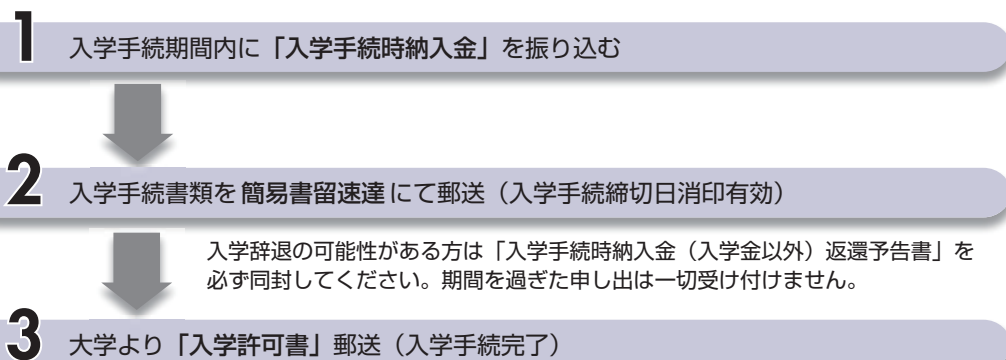 1 入学手続期間内に「入学手続時納入金」を振り込む
2 入学手続書類を簡易書留速達にて郵送（入学手続締切日消印有効）
入学辞退の可能性がある方は「入学手続時納入金（入学金以外）返還予告書」を
必ず同封してください。期間を過ぎた申し出は一切受け付けません。
3 大学より「入学許可書」郵送（入学手続完了）